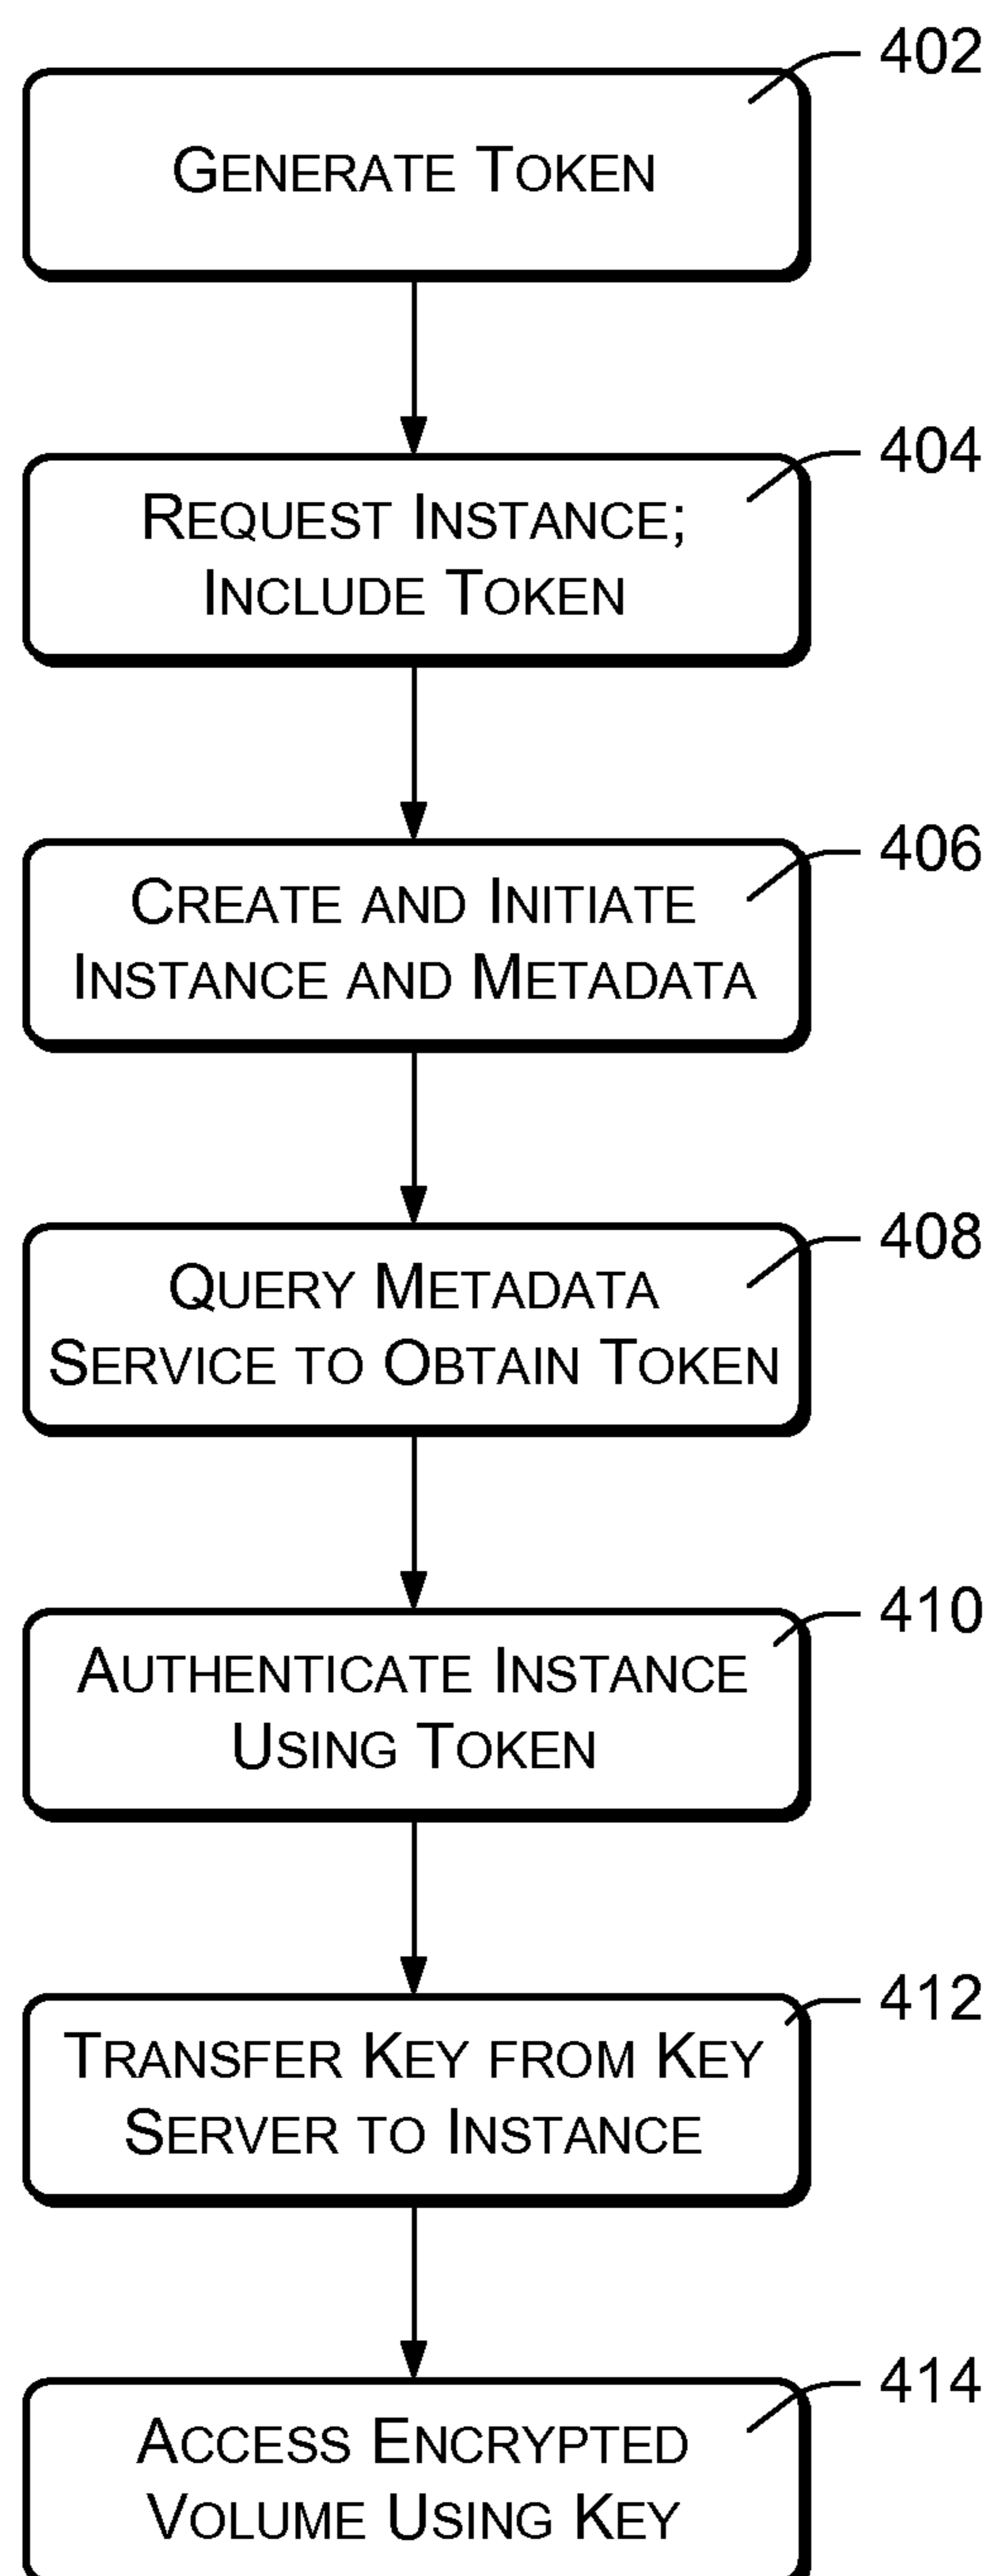 402
GENERATE TOKEN
404
REQUEST INSTANCE;
INCLUDE TOKEN
406
CREATE AND INITIATE
INSTANCE AND METADATA
408
QUERY METADATA
SERVICE TO OBTAIN TOKEN
410
AUTHENTICATE INSTANCE
USING TOKEN
412
TRANSFER KEY FROM KEY
SERVER TO INSTANCE
414
ACCESS ENCRYPTED
VOLUME USING KEY